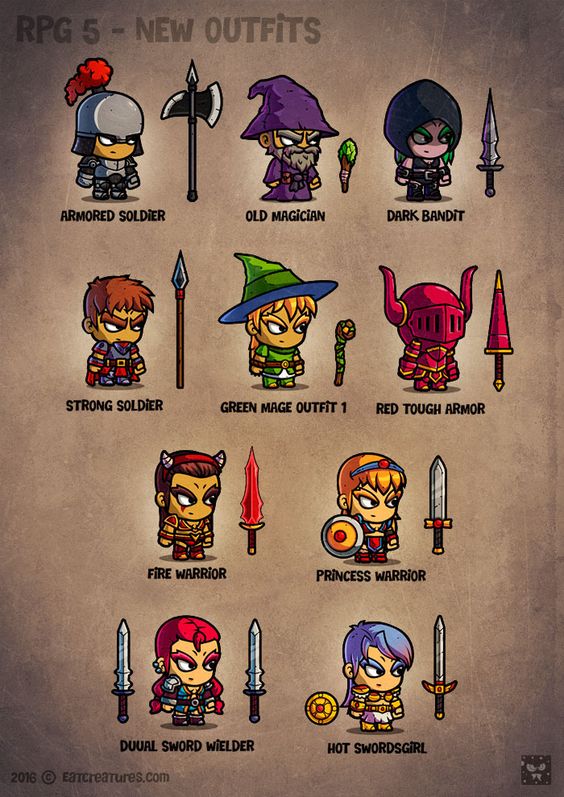 RPG 5 - NEW OUTFITS
ARMORED SOLDIER
OLD MAGICIAN
DARK BANDIT
STRONG SOLDIER
GREEN MAGE OUTFIT 1
RED TOUGH ARMOR
FIRE WARRIOR
PRINCESS WARRIOR
DUUAL SWORD WIELDER
HOT SWORDSGIRL
2016 © EATCREATURES.COM